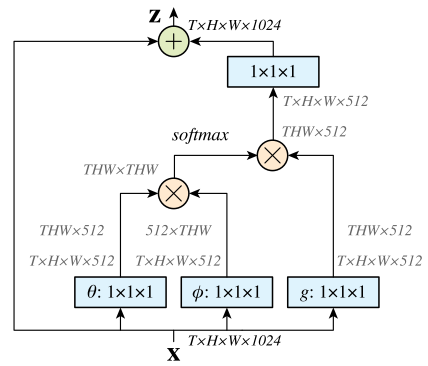 z T×H×W×1024
+
1×1×1
T×H×W×512
softmax THW×512
×
THW×THW
×
THW×512 512×THW THW×512
T×H×W×512 T×H×W×512 T×H×W×512
θ: 1×1×1 ϕ: 1×1×1 g: 1×1×1
x T×H×W×1024